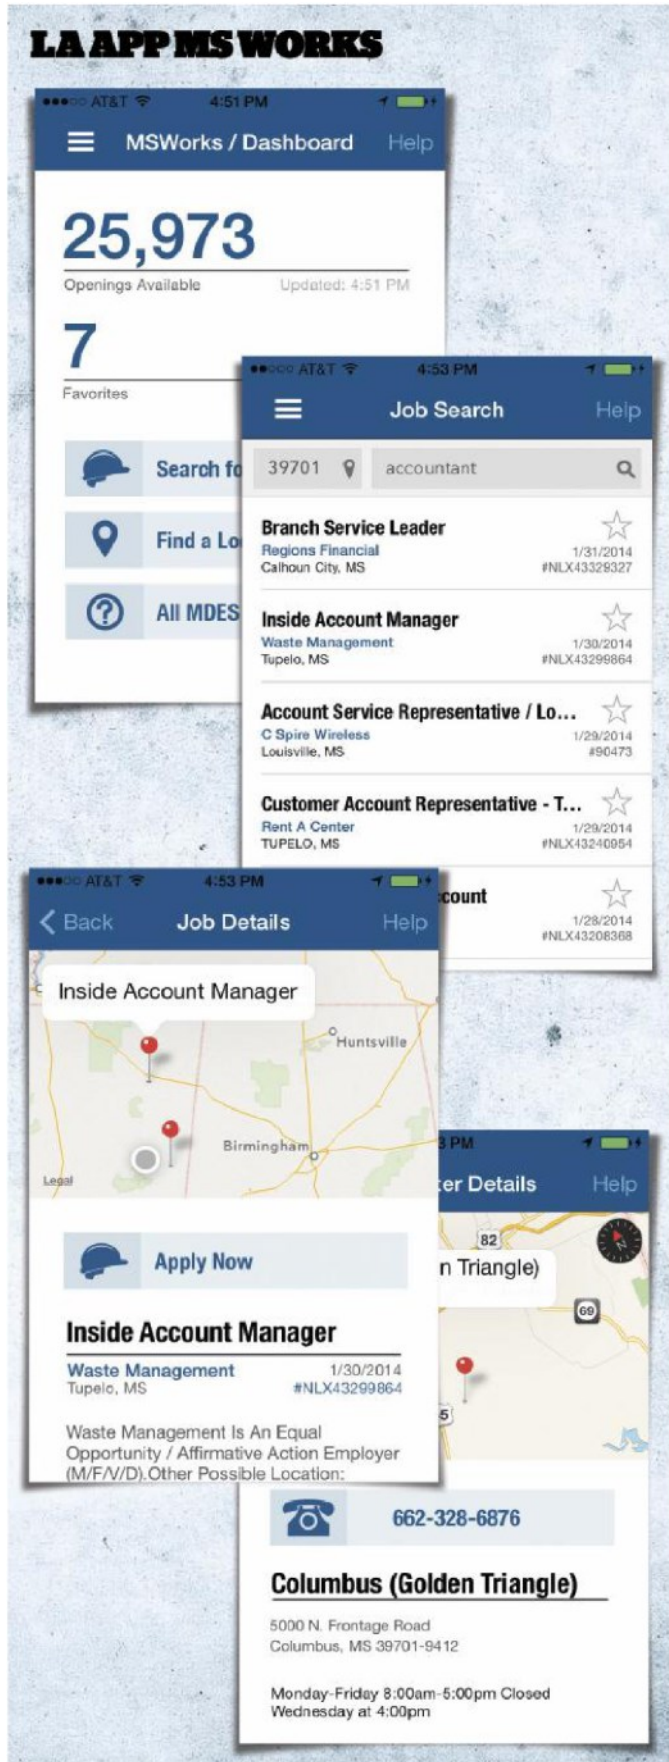 LA APP MS WORKS
AT&T 4:51 PM
MSWorks / Dashboard Help
25,973
Openings Available Updated: 4:51 PM
7
Favorites
Search fo
Find a Lo
All MDES
AT&T 4:53 PM
Job Search Help
39701 accountant
Branch Service Leader
Regions Financial 1/31/2014
Calhoun City, MS #NLX43329327
Inside Account Manager
Waste Management 1/30/2014
Tupelo, MS #NLX43299864
Account Service Representative / Lo...
C Spire Wireless 1/29/2014
Louisville, MS #90473
Customer Account Representative - T...
Rent A Center 1/29/2014
TUPELO, MS #NLX43240954
count
1/28/2014
#NLX43208368
AT&T 4:53 PM
Back Job Details Help
Inside Account Manager
Huntsville
Birmingham
Legal
Apply Now
Inside Account Manager
Waste Management 1/30/2014
Tupelo, MS #NLX43299864
Waste Management Is An Equal
Opportunity / Affirmative Action Employer
(M/F/V/D).Other Possible Location:
3 PM
er Details Help
82
n Triangle)
69
5
662-328-6876
Columbus (Golden Triangle)
5000 N. Frontage Road
Columbus, MS 39701-9412
Monday-Friday 8:00am-5:00pm Closed
Wednesday at 4:00pm